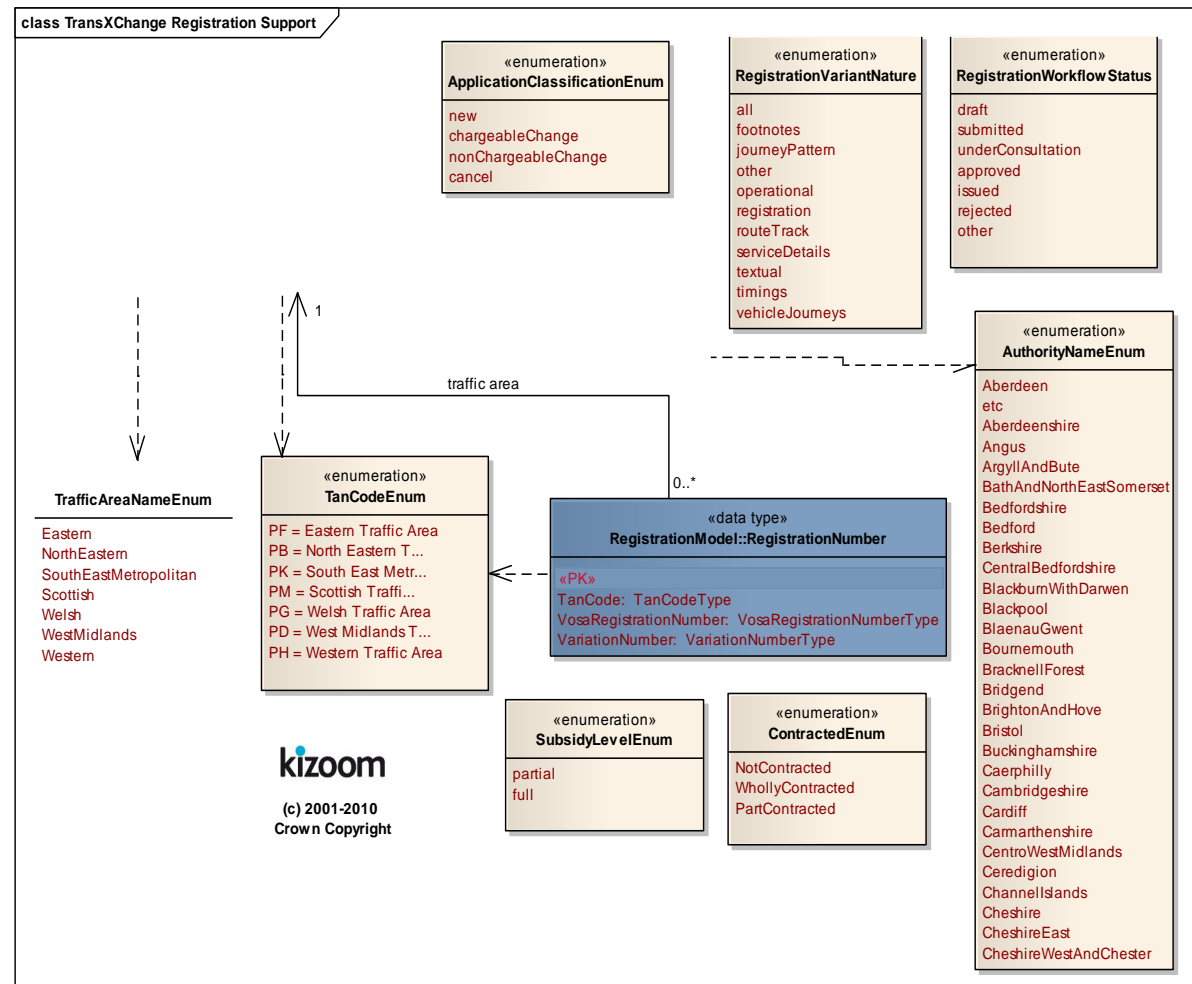 class TransXChange Registration Support
«enumeration»
ApplicationClassificationEnum
new
chargeableChange
nonChargeableChange
cancel
«enumeration»
RegistrationVariantNature
all
footnotes
journeyPattern
other
operational
registration
routeTrack
serviceDetails
textual
timings
vehicleJourneys
«enumeration»
RegistrationWorkflowStatus
draft
submitted
underConsultation
approved
issued
rejected
other
1
traffic area
0..*
TrafficAreaNameEnum
Eastern
NorthEastern
SouthEastMetropolitan
Scottish
Welsh
WestMidlands
Western
«enumeration»
TanCodeEnum
PF = Eastern Traffic Area
PB = North Eastern T...
PK = South East Metr...
PM = Scottish Traffi...
PG = Welsh Traffic Area
PD = West Midlands T...
PH = Western Traffic Area
«data type»
RegistrationModel::RegistrationNumber
«PK»
TanCode: TanCodeType
VosaRegistrationNumber: VosaRegistrationNumberType
VariationNumber: VariationNumberType
«enumeration»
AuthorityNameEnum
Aberdeen
etc
Aberdeenshire
Angus
ArgyllAndBute
BathAndNorthEastSomerset
Bedfordshire
Bedford
Berkshire
CentralBedfordshire
BlackburnWithDarwen
Blackpool
BlaenauGwent
Bournemouth
BracknellForest
Bridgend
BrightonAndHove
Bristol
Buckinghamshire
Caerphilly
Cambridgeshire
Cardiff
Carmarthenshire
CentroWestMidlands
Ceredigion
ChannelIslands
Cheshire
CheshireEast
CheshireWestAndChester
«enumeration»
SubsidyLevelEnum
partial
full
«enumeration»
ContractedEnum
NotContracted
WhollyContracted
PartContracted
kizoom
(c) 2001-2010
Crown Copyright